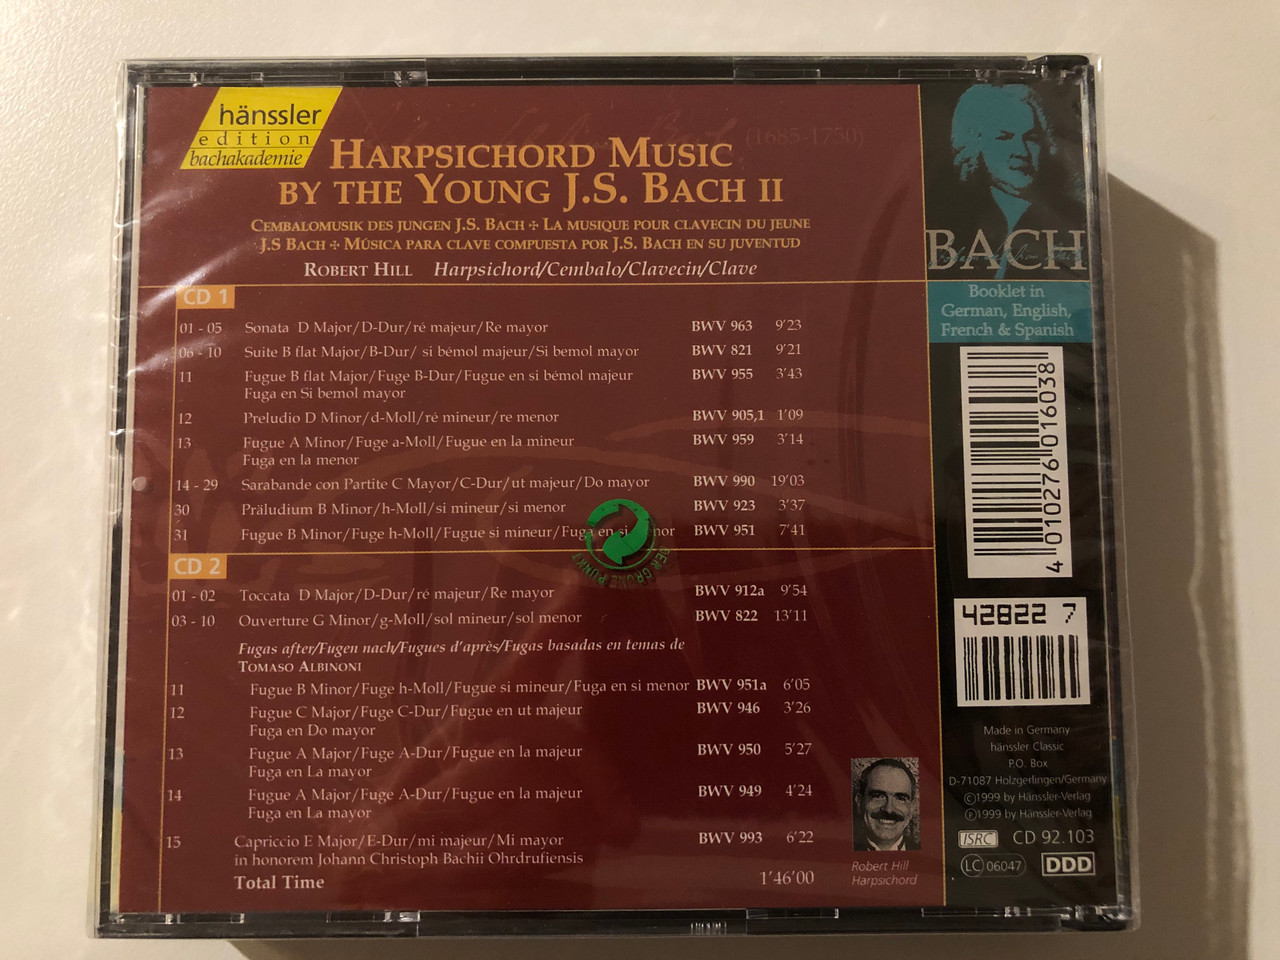 hänssler
edition
bachakademie
(1685-1750)
HARPSICHORD MUSIC
BY THE YOUNG J.S. BACH II
CEMBALOMUSIK DES JUNGEN J.S. BACH ✢ LA MUSIQUE POUR CLAVECIN DU JEUNE
J.S BACH ✢ MÚSICA PARA CLAVE COMPUESTA POR J.S. BACH EN SU JUVENTUD
ROBERT HILL Harpsichord/Cembalo/Clavecin/Clave
CD 1
01 - 05 Sonata D Major/D-Dur/ré majeur/Re mayor BWV 963 9'23
06 - 10 Suite B flat Major/B-Dur/ si bémol majeur/Si bemol mayor BWV 821 9'21
11 Fugue B flat Major/Fuge B-Dur/Fugue en si bémol majeur BWV 955 3'43
Fuga en Si bemol mayor
12 Preludio D Minor/d-Moll/ré mineur/re menor BWV 905,1 1'09
13 Fugue A Minor/Fuge a-Moll/Fugue en la mineur BWV 959 3'14
Fuga en la menor
14 - 29 Sarabande con Partite C Mayor/C-Dur/ut majeur/Do mayor BWV 990 19'03
30 Präludium B Minor/h-Moll/si mineur/si menor BWV 923 3'37
31 Fugue B Minor/Fuge h-Moll/Fugue si mineur/Fuga en si menor BWV 951 7'41
DER GRÜNE PUNKT
CD 2
01 - 02 Toccata D Major/D-Dur/ré majeur/Re mayor BWV 912a 9'54
03 - 10 Ouverture G Minor/g-Moll/sol mineur/sol menor BWV 822 13'11
Fugas after/Fugen nach/Fugues d'après/Fugas basadas en temas de
TOMASO ALBINONI
11 Fugue B Minor/Fuge h-Moll/Fugue si mineur/Fuga en si menor BWV 951a 6'05
12 Fugue C Major/Fuge C-Dur/Fugue en ut majeur BWV 946 3'26
Fuga en Do mayor
13 Fugue A Major/Fuge A-Dur/Fugue en la majeur BWV 950 5'27
Fuga en La mayor
14 Fugue A Major/Fuge A-Dur/Fugue en la majeur BWV 949 4'24
Fuga en La mayor
15 Capriccio E Major/E-Dur/mi majeur/Mi mayor BWV 993 6'22
in honorem Johann Christoph Bachii Ohrdrufiensis
Total Time 1'46'00
Robert Hill
Harpsichord
BACH
Booklet in
German, English,
French & Spanish
4 010276 016038
42822 7
Made in Germany
hänssler Classic
P.O. Box
D-71087 Holzgerlingen/Germany
©1999 by Hänssler-Verlag
℗1999 by Hänssler-Verlag
ISRC CD 92.103
LC 06047 DDD